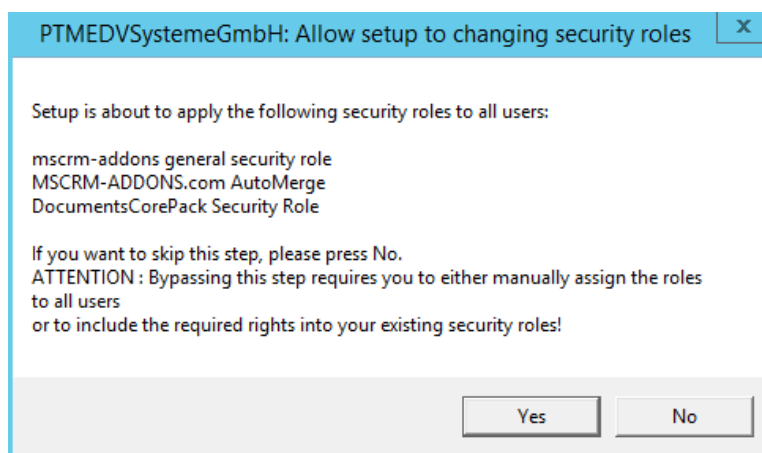 PTMEDVSystemeGmbH: Allow setup to changing security roles
x
Setup is about to apply the following security roles to all users:
mscrm-addons general security role
MSCRM-ADDONS.com AutoMerge
DocumentsCorePack Security Role
If you want to skip this step, please press No.
ATTENTION : Bypassing this step requires you to either manually assign the roles
to all users
or to include the required rights into your existing security roles!
Yes
No